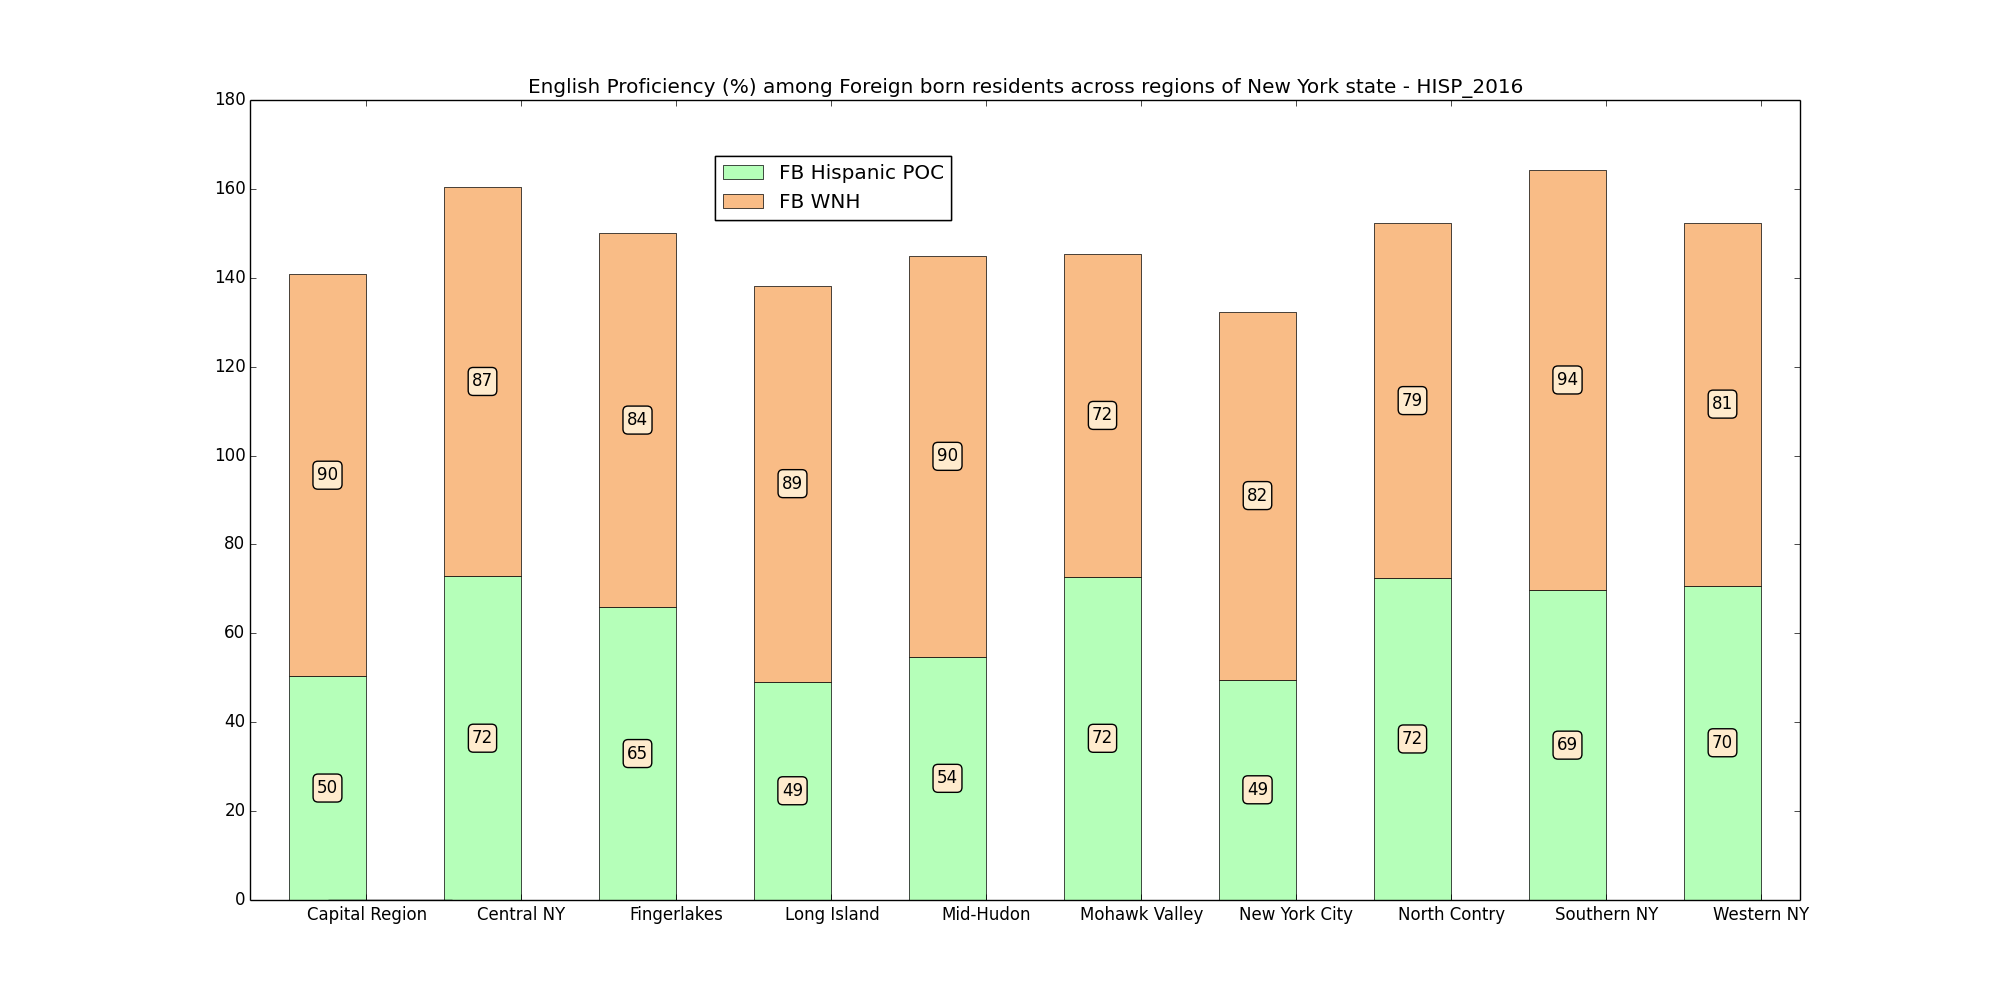 English Proficiency (%) among Foreign born residents across regions of New York state - HISP_2016
180
160
140
120
100
80
60
40
20
0
FB Hispanic POC
FB WNH
90 87 84 89 90 72 82 79 94 81
50 72 65 49 54 72 49 72 69 70
Capital Region Central NY Fingerlakes Long Island Mid-Hudon Mohawk Valley New York City North Contry Southern NY Western NY